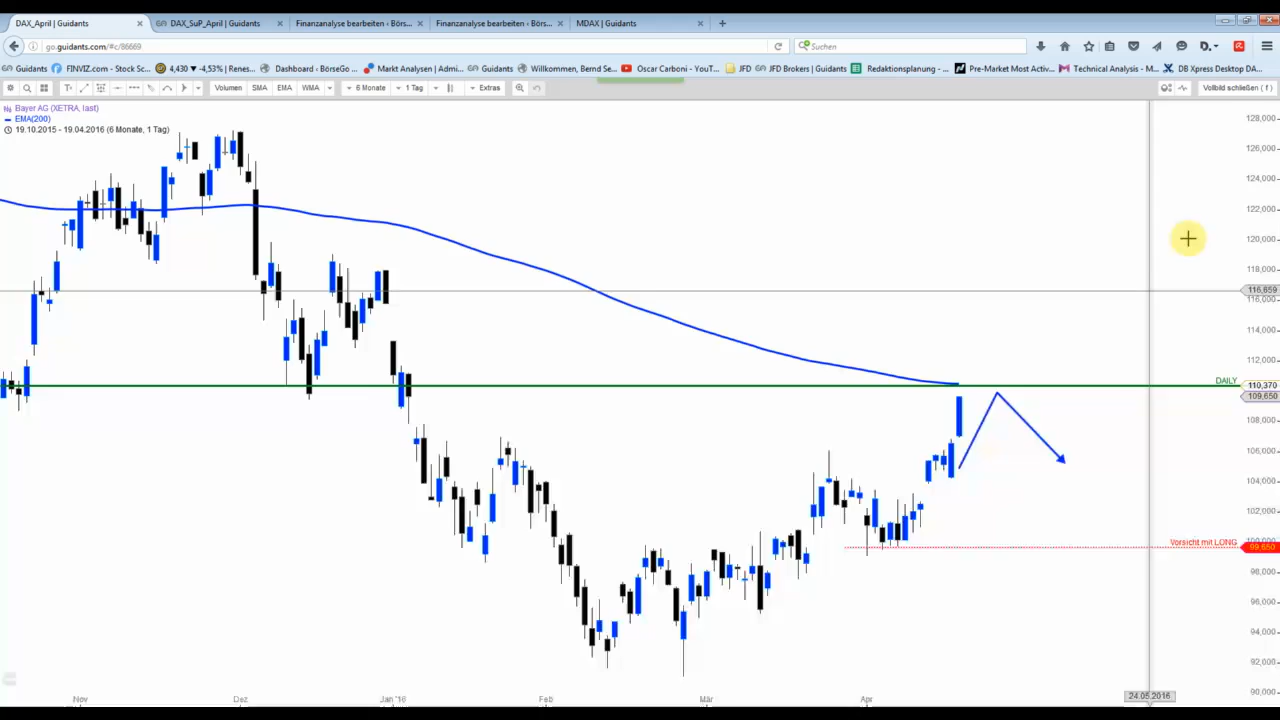 DAX_April | Guidants
DAX_SuP_April | Guidants
Finanzanalyse bearbeiten ‹ Börs...
Finanzanalyse bearbeiten ‹ Börs...
MDAX | Guidants
go.guidants.com/#c/86669
Suchen
Guidants
FINVIZ.com - Stock Sc...
4,430 ▼ -4,53% | Renes...
Dashboard ‹ BörseGo ...
Markt Analysen | Admi...
Guidants
Willkommen, Bernd Se...
Oscar Carboni - YouT...
JFD
JFD Brokers | Guidants
Redaktionsplanung - ...
Pre-Market Most Activ...
Technical Analysis - M...
DB Xpress Desktop DA...
Volumen
SMA
EMA
WMA
6 Monate
1 Tag
Extras
Vollbild schließen ( f )
Bayer AG (XETRA, last)
EMA(200)
19.10.2015 - 19.04.2016 (6 Monate, 1 Tag)
128,000
126,000
124,000
122,000
120,000
118,000
116,659
116,000
114,000
112,000
DAILY
110,370
109,650
108,000
106,000
104,000
102,000
100,000
Vorsicht mit LONG
99,650
98,000
96,000
94,000
92,000
90,000
Nov
Dez
Jan '16
Feb
Mär
Apr
24.05.2016